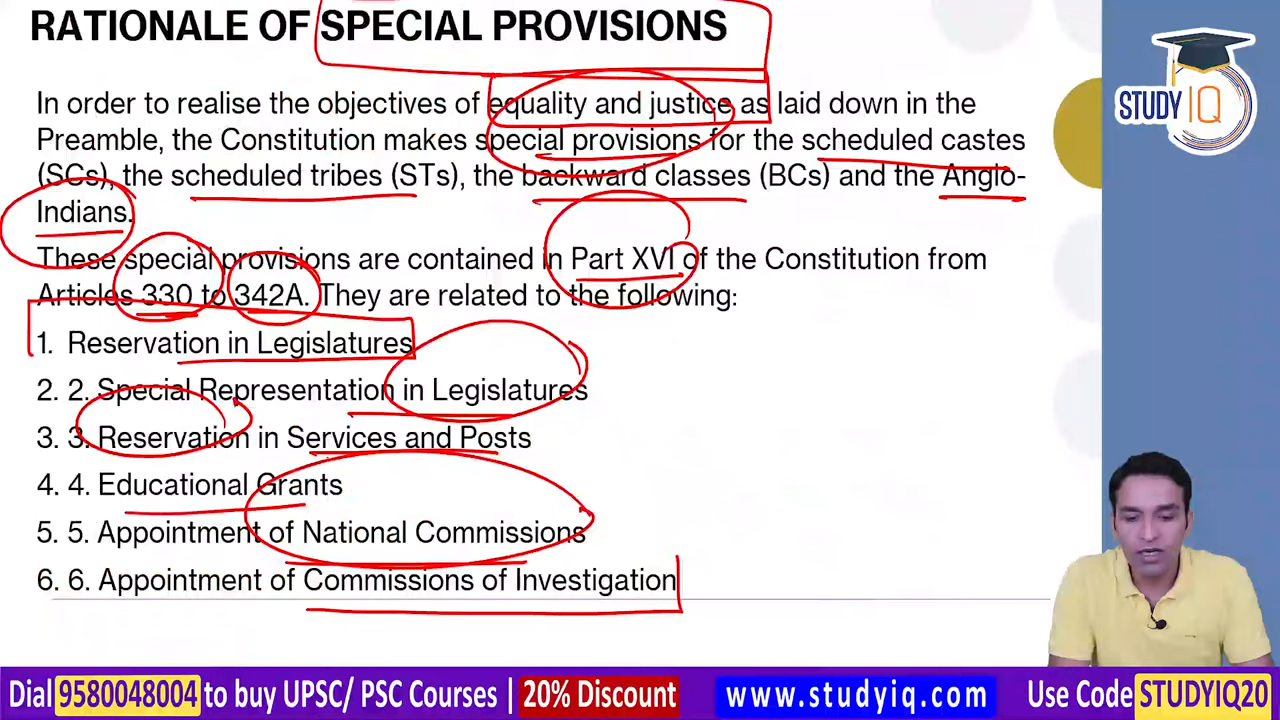 RATIONALE OF SPECIAL PROVISIONS
In order to realise the objectives of equality and justice as laid down in the
Preamble, the Constitution makes special provisions for the scheduled castes
(SCs), the scheduled tribes (STs), the backward classes (BCs) and the Anglo-
Indians.
These special provisions are contained in Part XVI of the Constitution from
Articles 330 to 342A. They are related to the following:
1. Reservation in Legislatures
2. 2. Special Representation in Legislatures
3. 3. Reservation in Services and Posts
4. 4. Educational Grants
5. 5. Appointment of National Commissions
6. 6. Appointment of Commissions of Investigation
STUDY IQ
Dial 9580048004 to buy UPSC/ PSC Courses | 20% Discount www.studyiq.com Use Code STUDYIQ20